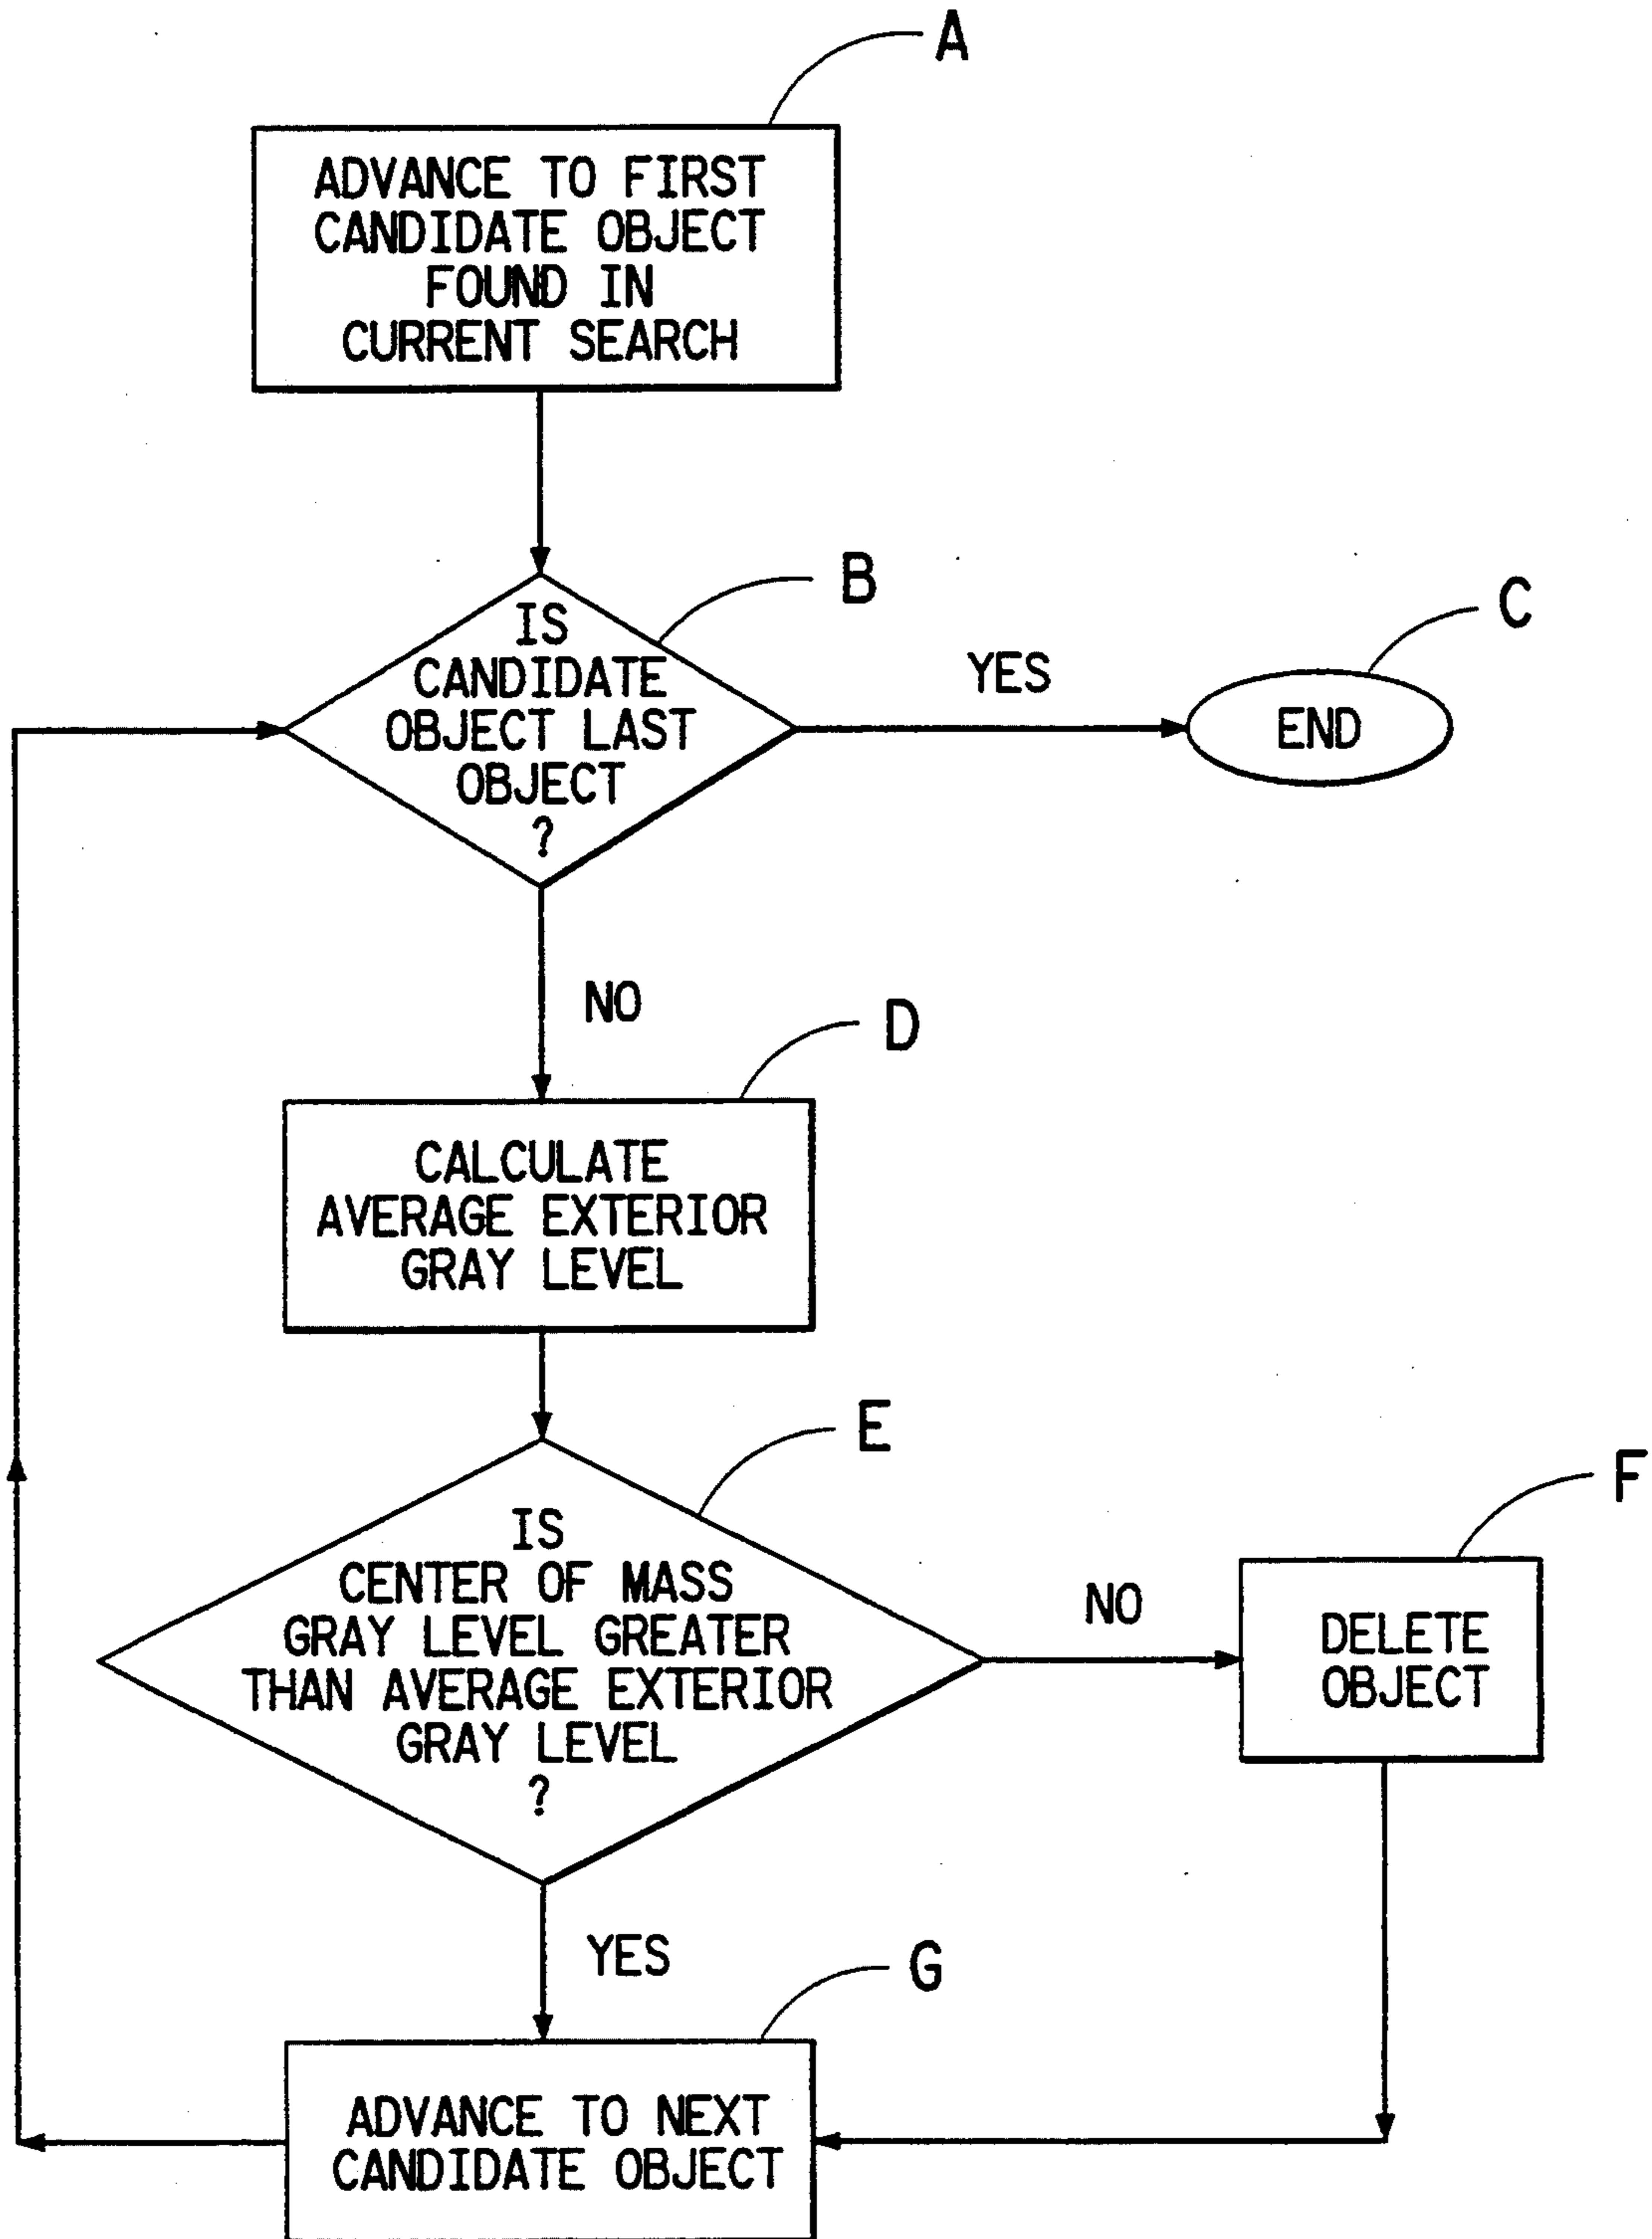 A
ADVANCE TO FIRST
CANDIDATE OBJECT
FOUND IN
CURRENT SEARCH
B
IS
CANDIDATE
OBJECT LAST
OBJECT
?
YES
C
END
NO
D
CALCULATE
AVERAGE EXTERIOR
GRAY LEVEL
E
IS
CENTER OF MASS
GRAY LEVEL GREATER
THAN AVERAGE EXTERIOR
GRAY LEVEL
?
NO
F
DELETE
OBJECT
YES
G
ADVANCE TO NEXT
CANDIDATE OBJECT